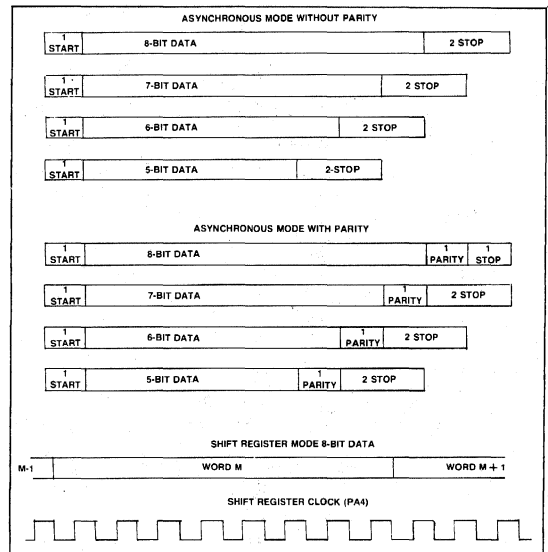 ASYNCHRONOUS MODE WITHOUT PARITY
1 START 8-BIT DATA 2 STOP
1 START 7-BIT DATA 2 STOP
1 START 6-BIT DATA 2 STOP
1 START 5-BIT DATA 2-STOP
ASYNCHRONOUS MODE WITH PARITY
1 START 8-BIT DATA 1 PARITY 1 STOP
1 START 7-BIT DATA 1 PARITY 2 STOP
1 START 6-BIT DATA 1 PARITY 2 STOP
1 START 5-BIT DATA 1 PARITY 2 STOP
SHIFT REGISTER MODE 8-BIT DATA
M-1 WORD M WORD M + 1
SHIFT REGISTER CLOCK (PA4)